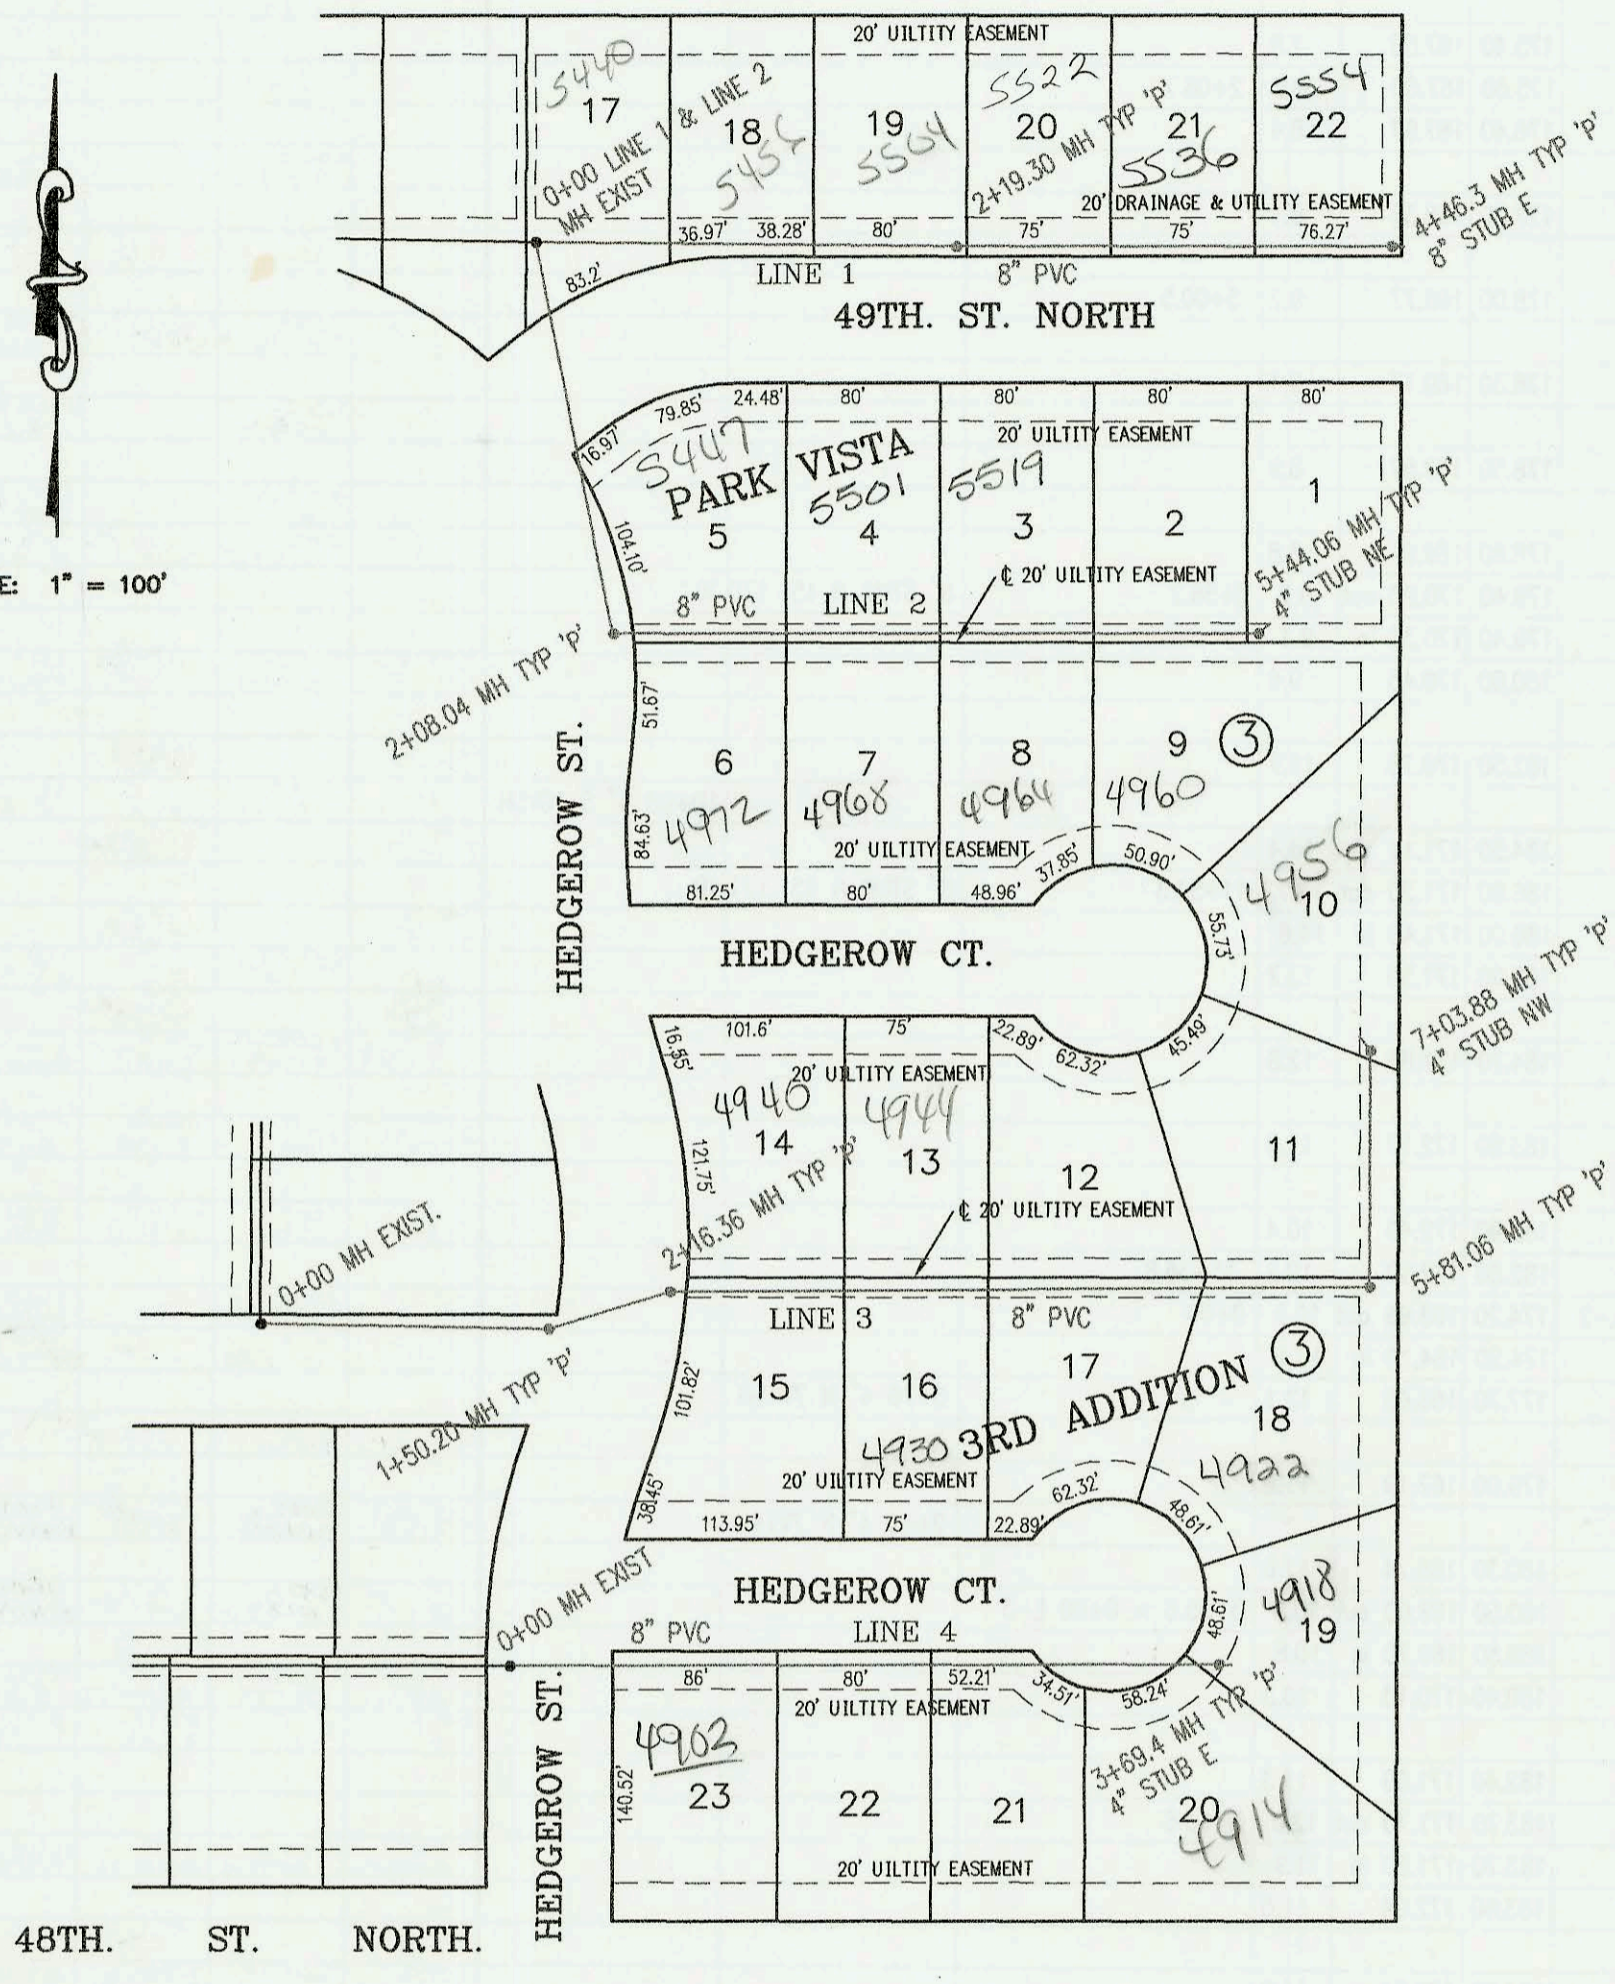 20' UILTITY EASEMENT
5440
17
0+00 LINE 1 & LINE 2
MH EXIST
18
5456
19
5504
5522
20
2+19.30 MH TYP 'p'
21
5536
5554
22
20' DRAINAGE & UTILITY EASEMENT
4+46.3 MH TYP 'p'
8" STUB E
36.97' 38.28' 80' 75' 75' 76.27'
83.2'
LINE 1 8" PVC
49TH. ST. NORTH
E: 1" = 100'
16.97' 79.85' 24.48' 80' 80' 80' 80'
20' UILTITY EASEMENT
5447
PARK VISTA
5501
5519
5 4 3 2 1
104.10'
5+44.06 MH TYP 'p'
4" STUB NE
℄ 20' UILTITY EASEMENT
8" PVC LINE 2
2+08.04 MH TYP 'p'
51.67'
HEDGEROW ST.
6 7 8 9 3
4972 4968 4964 4960
84.63'
20' UILTITY EASEMENT
81.25' 80' 48.96' 37.85' 50.90'
4956
10
55.73'
HEDGEROW CT.
7+03.88 MH TYP 'p'
4" STUB NW
16.55' 101.6' 75' 22.89' 62.32' 45.49'
20' UILTITY EASEMENT
4940 4944
14 13 12 11
121.75'
2+16.36 MH TYP 'p'
℄ 20' UILTITY EASEMENT
0+00 MH EXIST.
5+81.06 MH TYP 'p'
LINE 3 8" PVC
15 16 17 18
3RD ADDITION 3
101.82'
1+50.20 MH TYP 'p'
4930
4922
20' UILTITY EASEMENT
38.45' 113.95' 75' 22.89' 62.32' 48.61'
0+00 MH EXIST
HEDGEROW CT.
4918
19
48.61'
8" PVC LINE 4
86' 80' 52.21' 34.51' 58.24'
20' UILTITY EASEMENT
HEDGEROW ST.
4903
3+69.4 MH TYP 'p'
4" STUB E
140.52'
23 22 21 20
4914
20' UILTITY EASEMENT
48TH. ST. NORTH.